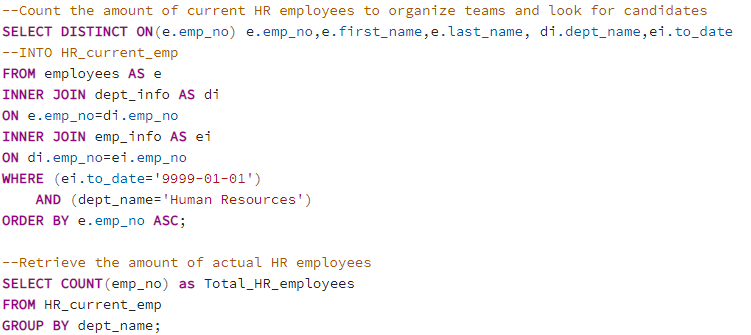 --Count the amount of current HR employees to organize teams and look for candidates
SELECT DISTINCT ON(e.emp_no) e.emp_no,e.first_name,e.last_name, di.dept_name,ei.to_date
--INTO HR_current_emp
FROM employees AS e
INNER JOIN dept_info AS di
ON e.emp_no=di.emp_no
INNER JOIN emp_info AS ei
ON di.emp_no=ei.emp_no
WHERE (ei.to_date='9999-01-01')
    AND (dept_name='Human Resources')
ORDER BY e.emp_no ASC;

--Retrieve the amount of actual HR employees
SELECT COUNT(emp_no) as Total_HR_employees
FROM HR_current_emp
GROUP BY dept_name;